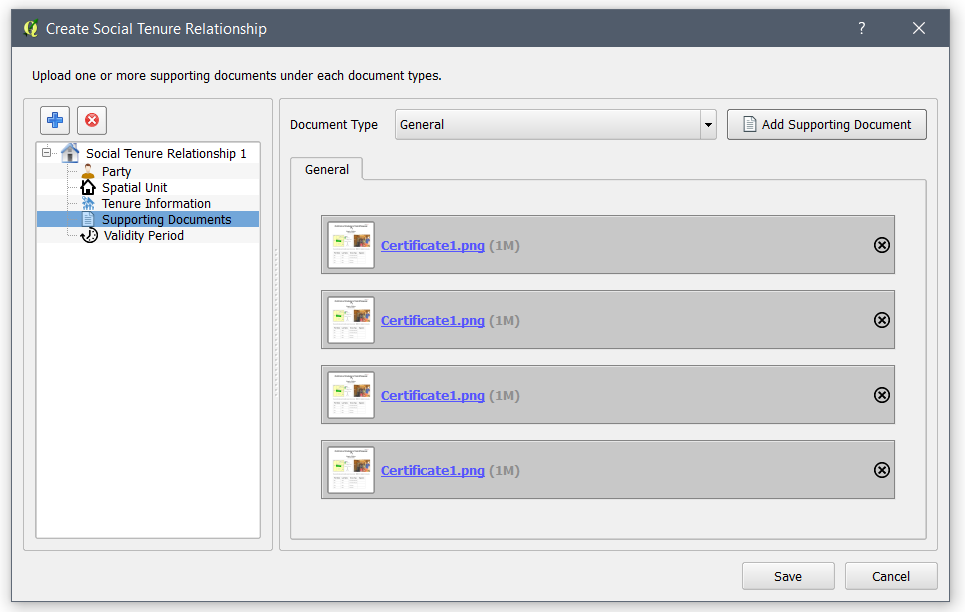 Create Social Tenure Relationship
?
Upload one or more supporting documents under each document types.
Social Tenure Relationship 1
Party
Spatial Unit
Tenure Information
Supporting Documents
Validity Period
Document Type General Add Supporting Document
General
Certificate1.png (1M)
Certificate1.png (1M)
Certificate1.png (1M)
Certificate1.png (1M)
Save Cancel